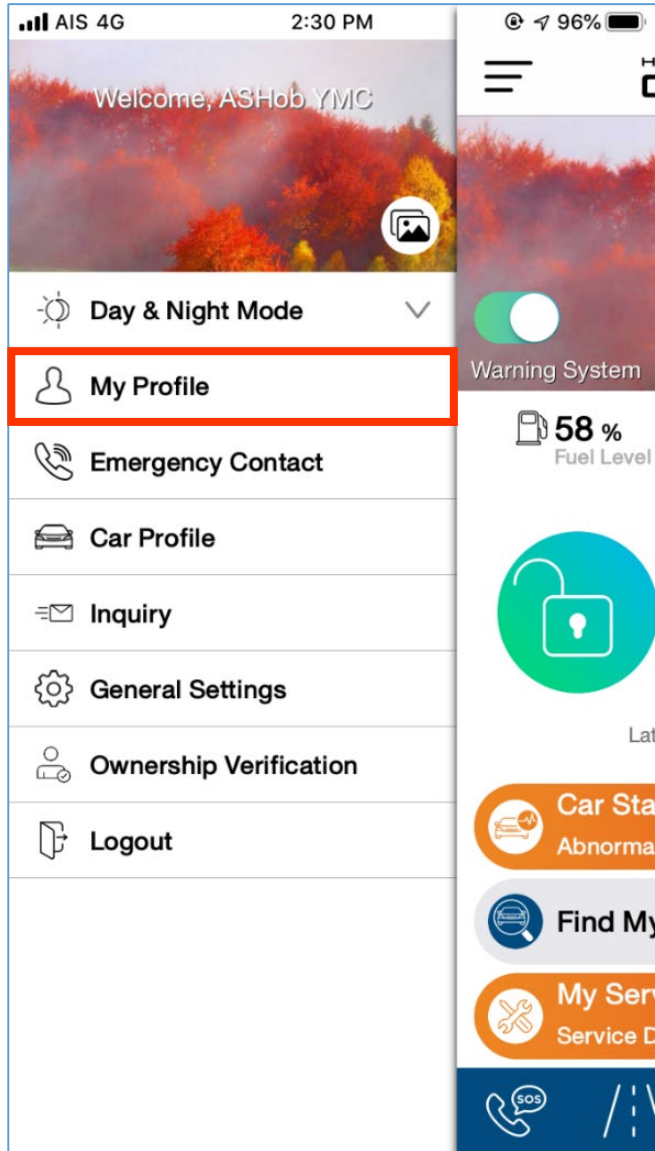 AIS 4G 2:30 PM 96%
Welcome, ASHob YMC
Day & Night Mode
My Profile
Emergency Contact
Car Profile
Inquiry
General Settings
Ownership Verification
Logout
Warning System
58 %
Fuel Level
Lat
Car Sta
Abnorma
Find My
My Serv
Service D
SOS